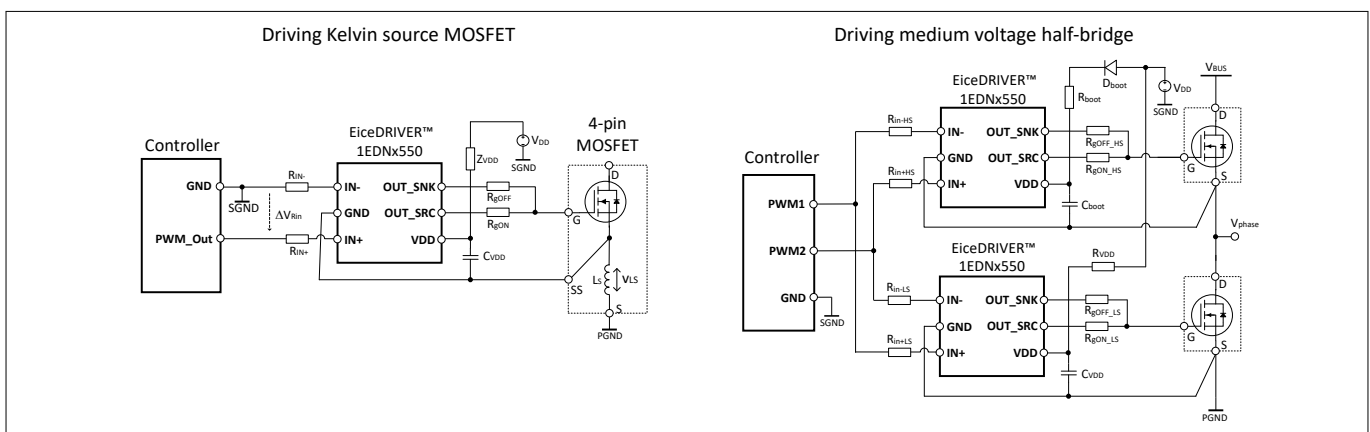 Driving Kelvin source MOSFET
Controller
GND
PWM_Out
SGND
ΔVRin
RIN-
RIN+
EiceDRIVER™
1EDNx550
IN-
GND
IN+
OUT_SNK
OUT_SRC
VDD
ZVDD
VDD
SGND
RgOFF
RgON
CVDD
4-pin
MOSFET
D
G
SS
LS
VLS
S
PGND
Driving medium voltage half-bridge
Controller
PWM1
PWM2
GND
SGND
Rin-HS
Rin+HS
EiceDRIVER™
1EDNx550
IN-
GND
IN+
OUT_SNK
OUT_SRC
VDD
Rboot
Dboot
VDD
SGND
RgOFF_HS
RgON_HS
Cboot
VBUS
D
G
S
Vphase
Rin-LS
Rin+LS
EiceDRIVER™
1EDNx550
IN-
GND
IN+
OUT_SNK
OUT_SRC
VDD
RVDD
RgOFF_LS
RgON_LS
CVDD
D
G
S
PGND